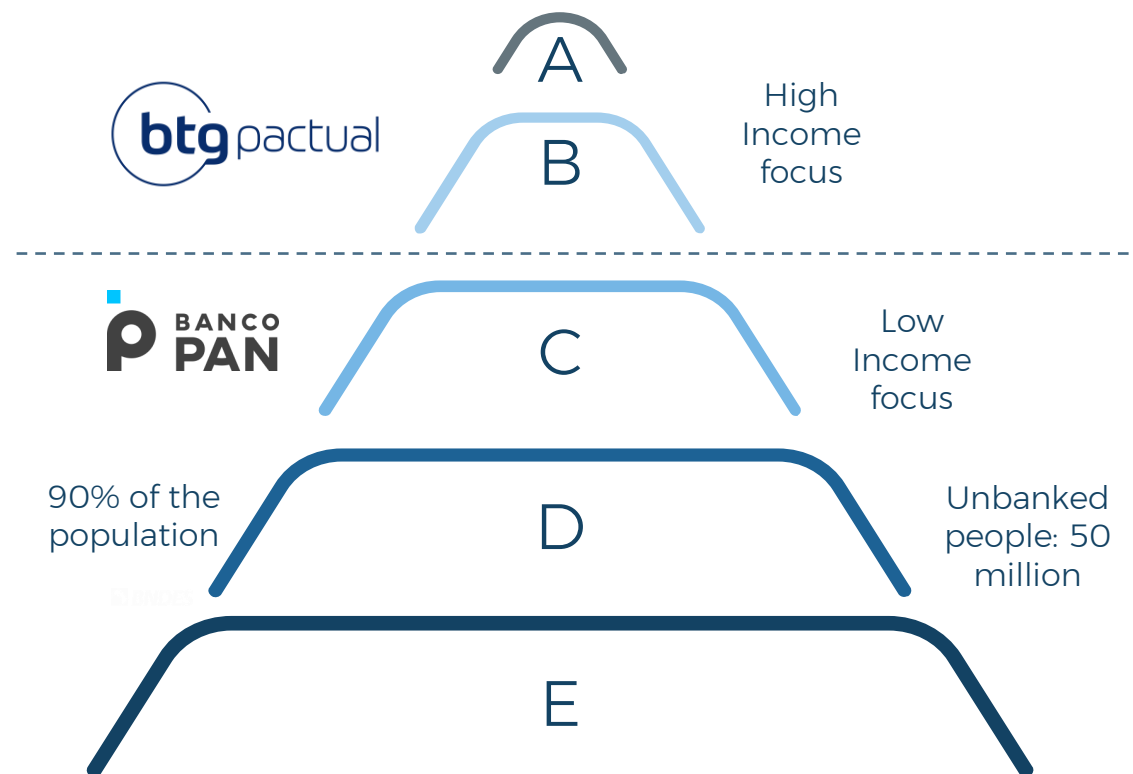 A
btg pactual
High
Income
focus
B
BANCO
PAN
C
Low
Income
focus
90% of the
population
D
Unbanked
people: 50
million
E